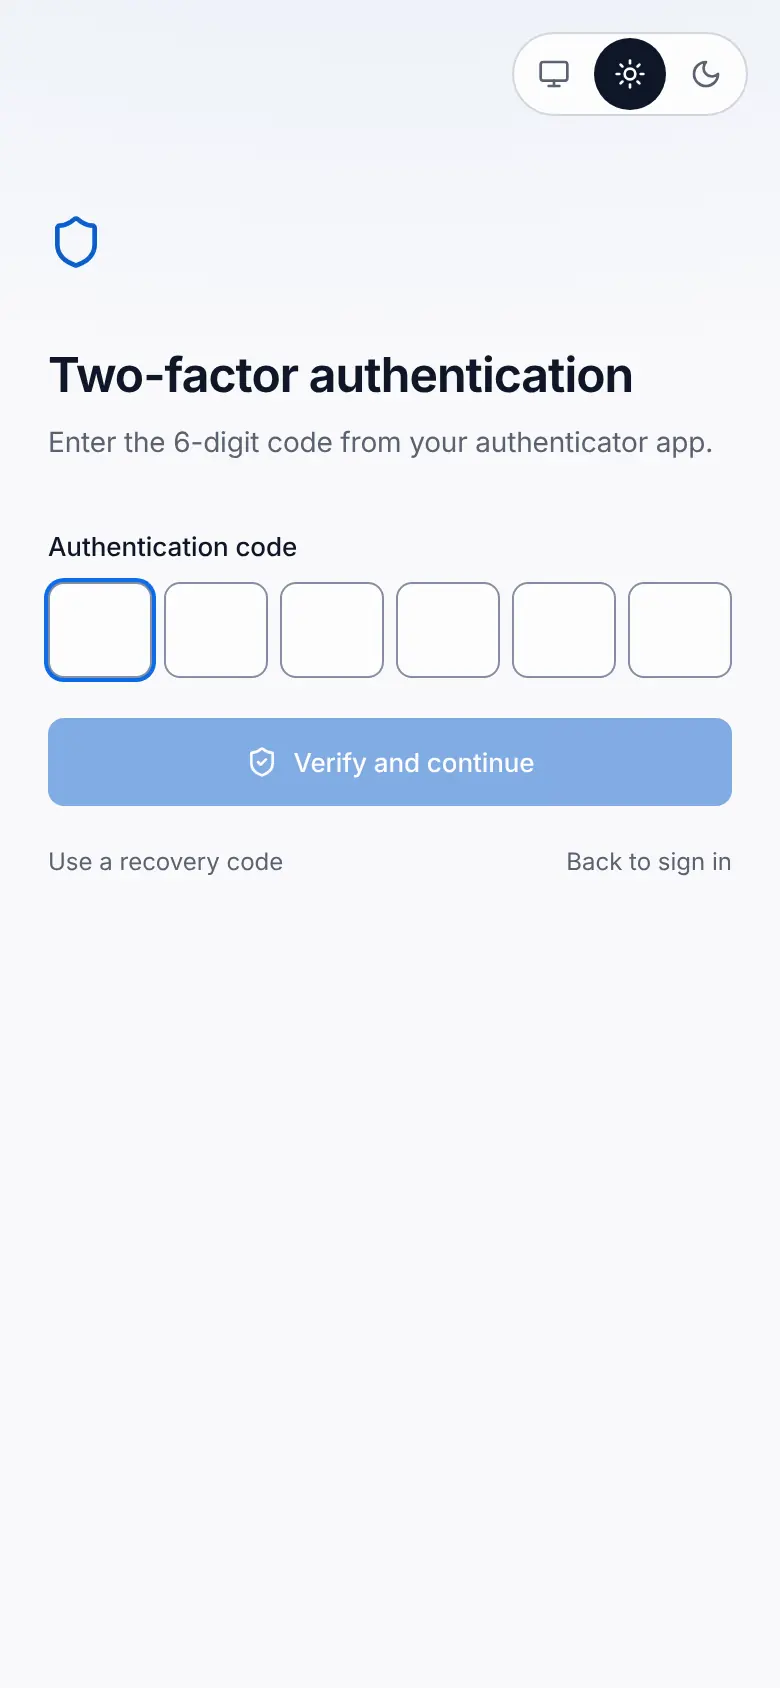 Two-factor authentication
Enter the 6-digit code from your authenticator app.
Authentication code
Verify and continue
Use a recovery code
Back to sign in